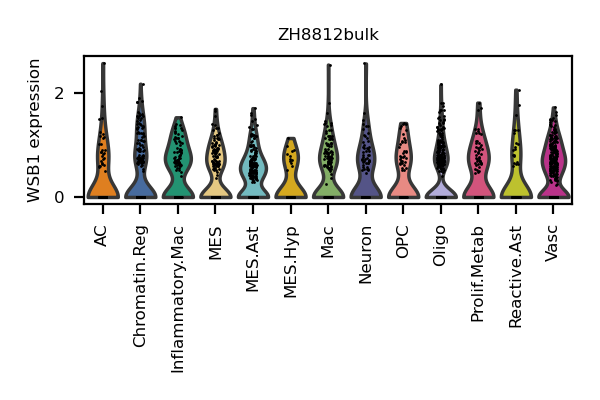 ZH8812bulk
WSB1 expression
2
0
AC
Chromatin.Reg
Inflammatory.Mac
MES
MES.Ast
MES.Hyp
Mac
Neuron
OPC
Oligo
Prolif.Metab
Reactive.Ast
Vasc